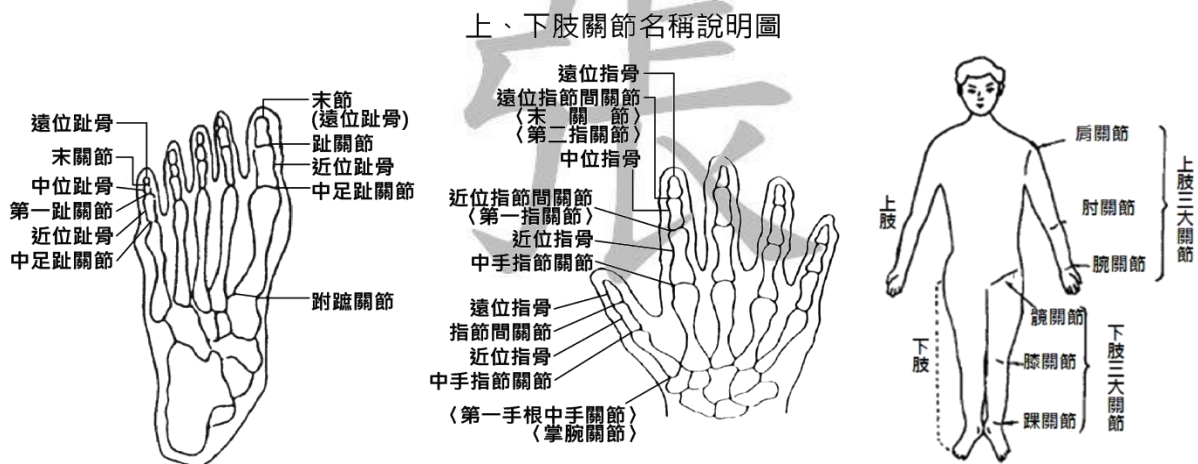 上、下肢關節名稱說明圖
遠位趾骨
末關節
中位趾骨
第一趾關節
近位趾骨
中足趾關節
末節
(遠位趾骨)
趾關節
近位趾骨
中足趾關節
跗蹠關節
遠位指骨
遠位指節間關節
〈末關節〉
〈第二指關節〉
中位指骨
近位指節間關節
〈第一指關節〉
近位指骨
中手指節關節
遠位指骨
指節間關節
近位指骨
中手指節關節
〈第一手根中手關節〉
〈掌腕關節〉
上肢
下肢
肩關節
肘關節
腕關節
上肢三大關節
髖關節
膝關節
踝關節
下肢三大關節
張